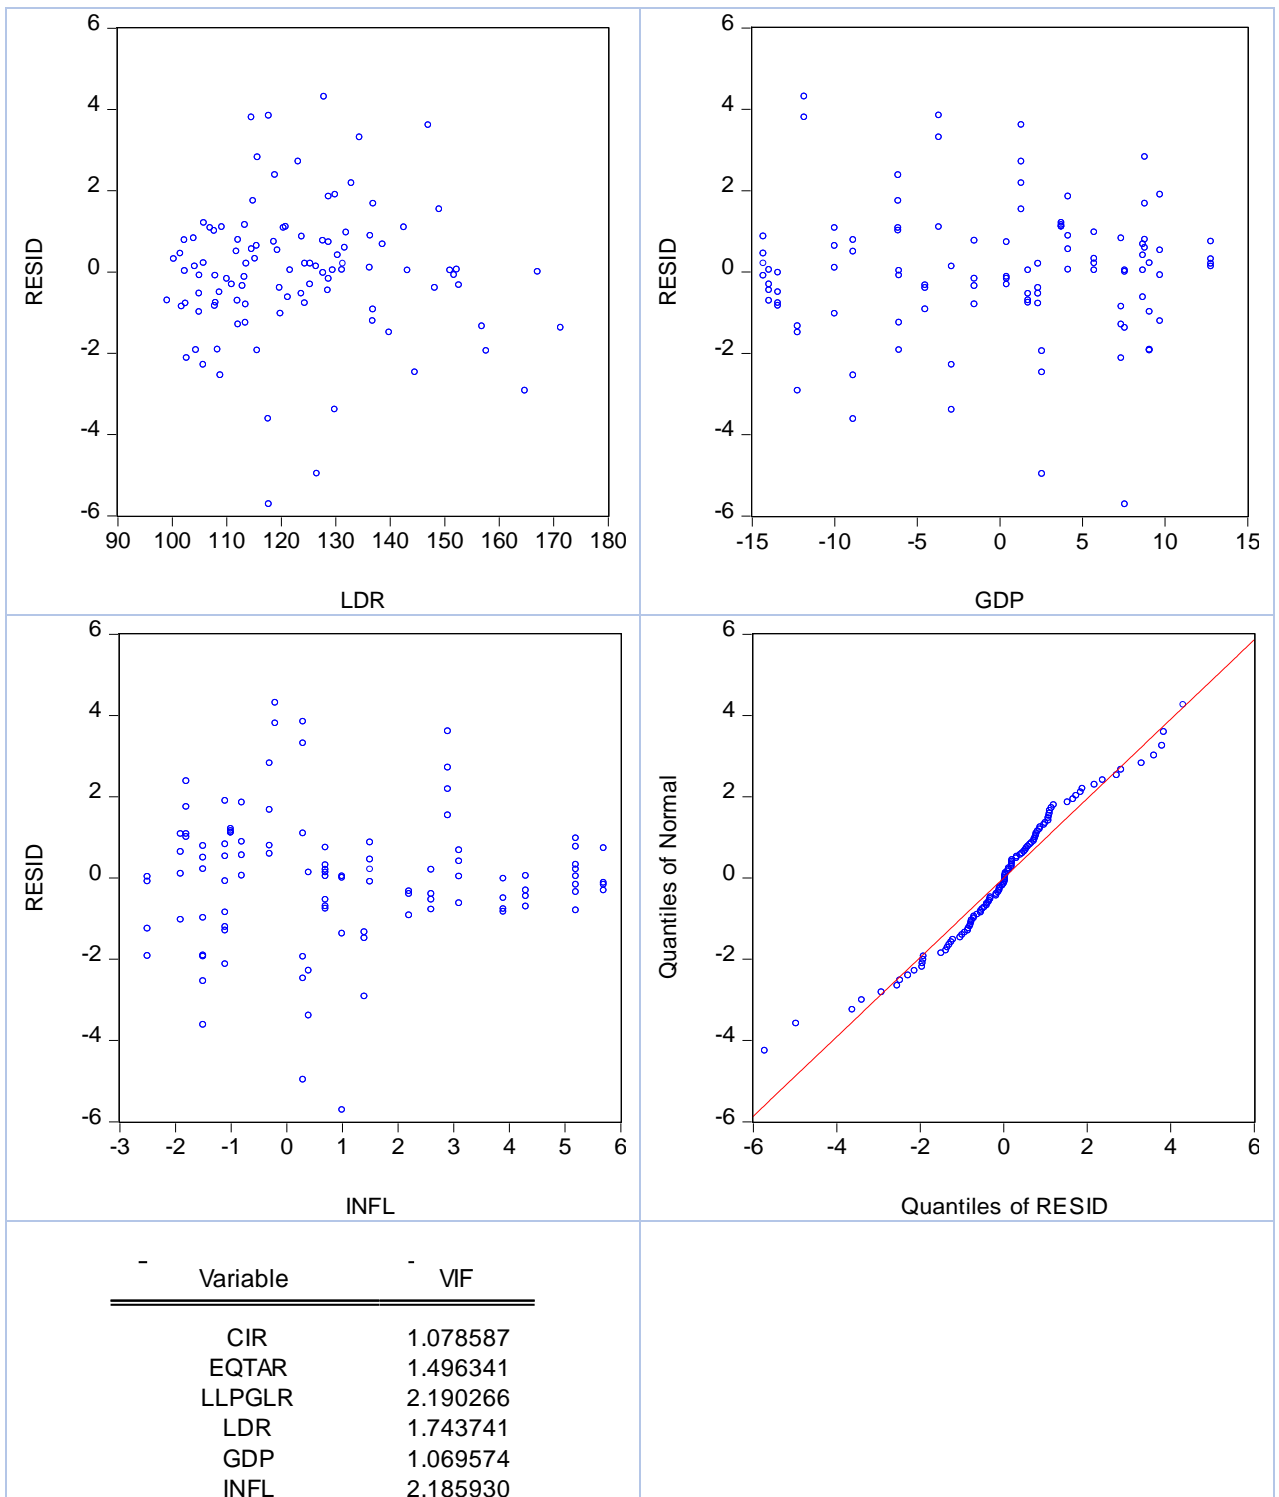 6
4
2
0
-2
-4
-6
RESID
90 100 110 120 130 140 150 160 170 180
LDR
6
4
2
0
-2
-4
-6
RESID
-15 -10 -5 0 5 10 15
GDP
6
4
2
0
-2
-4
-6
RESID
-3 -2 -1 0 1 2 3 4 5 6
INFL
6
4
2
0
-2
-4
-6
Quantiles of Normal
-6 -4 -2 0 2 4 6
Quantiles of RESID
Variable VIF
CIR 1.078587
EQTAR 1.496341
LLPGLR 2.190266
LDR 1.743741
GDP 1.069574
INFL 2.185930